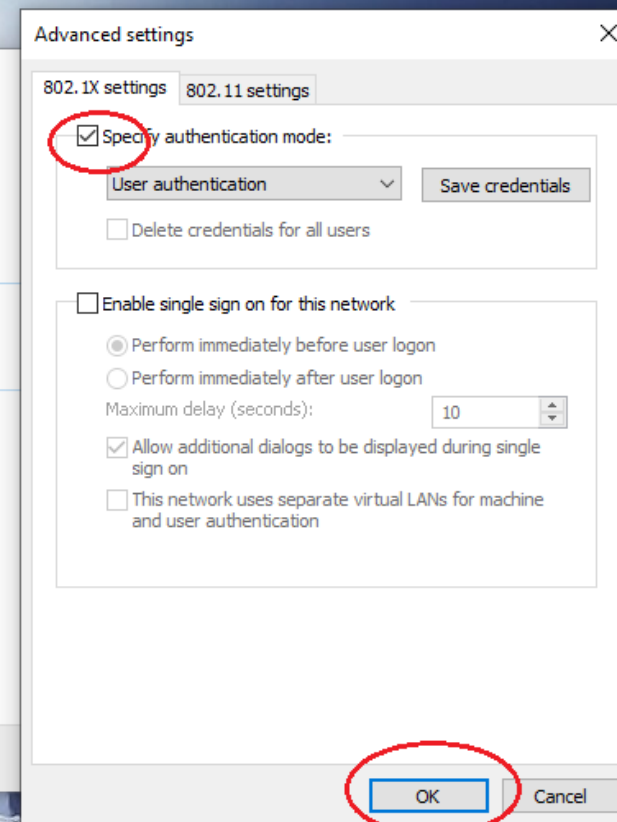 Advanced settings
802.1X settings
802.11 settings
Specify authentication mode:
User authentication
Save credentials
Delete credentials for all users
Enable single sign on for this network
Perform immediately before user logon
Perform immediately after user logon
Maximum delay (seconds):
10
Allow additional dialogs to be displayed during single
sign on
This network uses separate virtual LANs for machine
and user authentication
OK
Cancel